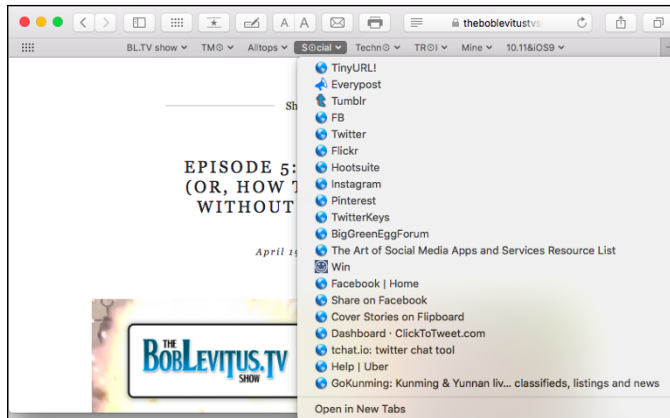 A A
theboblevitustvs
BL.TV show TM☉ Alltops S☉cial Techn☉ TR☉I Mine 10.11&iOS9
Sh
EPISODE 5:
(OR, HOW T
WITHOUT
April 19
THE
BOBLEVITUS.TV
SHOW
TinyURL!
Everypost
Tumblr
FB
Twitter
Flickr
Hootsuite
Instagram
Pinterest
TwitterKeys
BigGreenEggForum
The Art of Social Media Apps and Services Resource List
Win
Facebook | Home
Share on Facebook
Cover Stories on Flipboard
Dashboard · ClickToTweet.com
tchat.io: twitter chat tool
Help | Uber
GoKunming: Kunming & Yunnan liv... classifieds, listings and news
Open in New Tabs